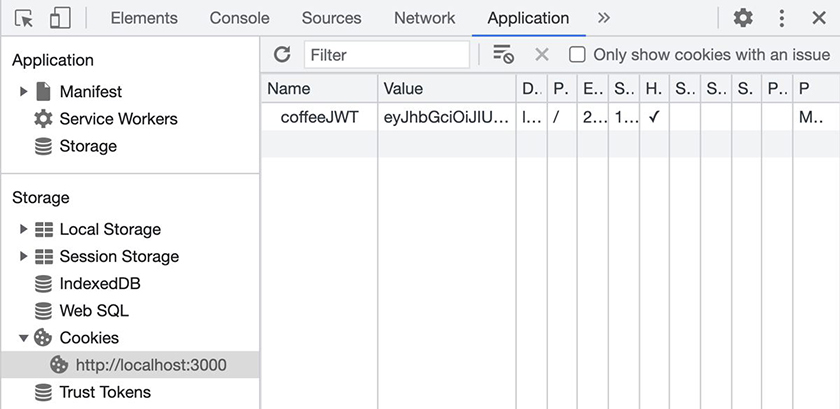 Elements Console Sources Network Application »
Application
Manifest
Service Workers
Storage
Storage
Local Storage
Session Storage
IndexedDB
Web SQL
Cookies
http://localhost:3000
Trust Tokens
Filter Only show cookies with an issue
Name Value D.. P. E.. S.. H. S.. S.. S. P.. P
coffeeJWT eyJhbGciOiJIU... l... / 2... 1... ✓ M..